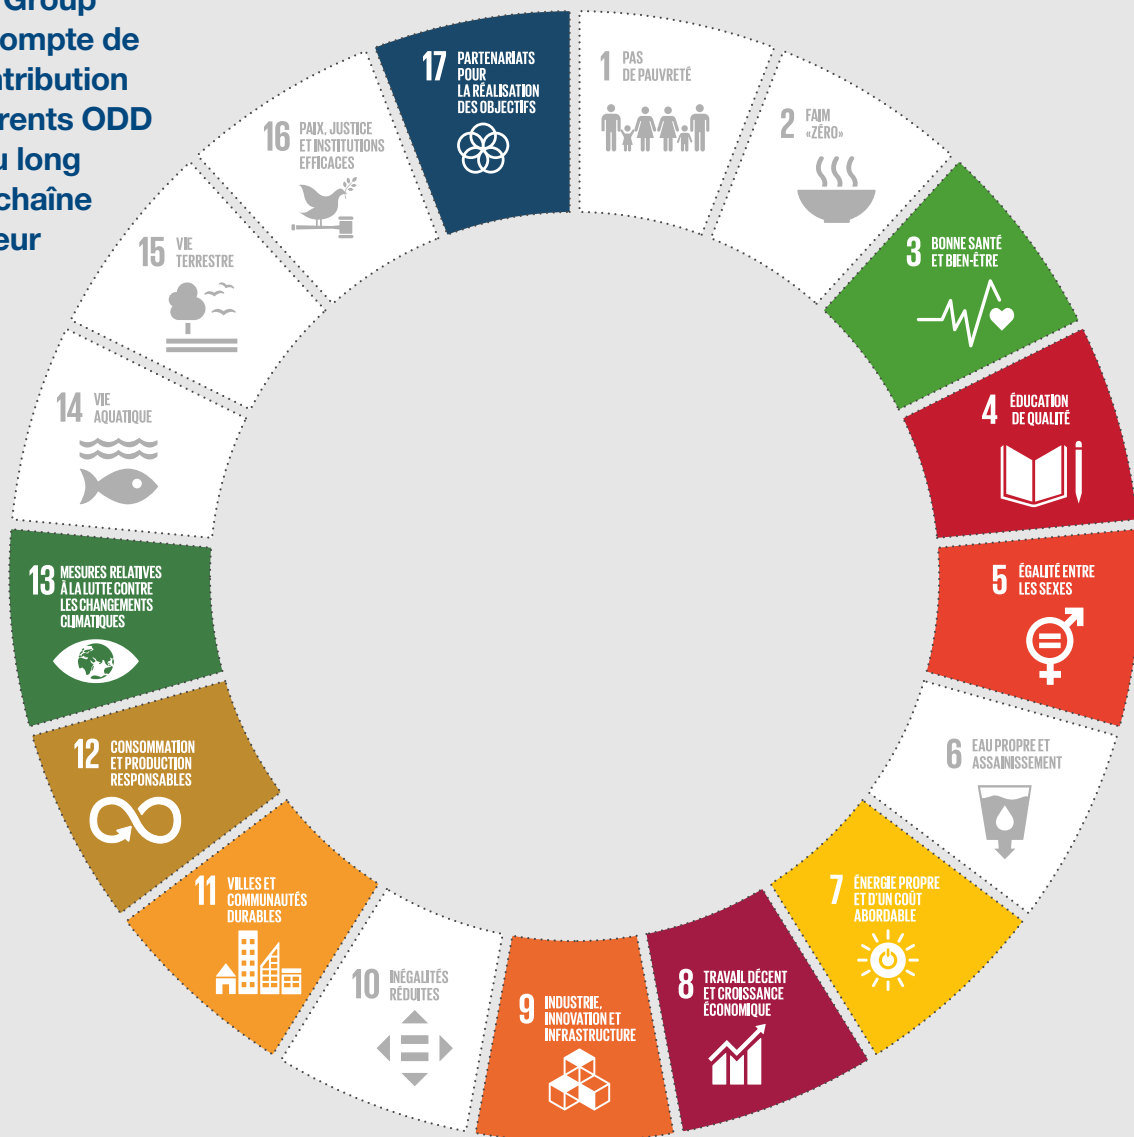 Group
ompte de
ntribution
rents ODD
u long
chaîne
eur
17 PARTENARIATS
POUR
LA RÉALISATION
DES OBJECTIFS
1 PAS
DE PAUVRETÉ
2 FAIM
«ZÉRO»
3 BONNE SANTÉ
ET BIEN-ÊTRE
4 ÉDUCATION
DE QUALITÉ
5 ÉGALITÉ ENTRE
LES SEXES
6 EAU PROPRE ET
ASSAINISSEMENT
7 ÉNERGIE PROPRE
ET D'UN COÛT
ABORDABLE
8 TRAVAIL DÉCENT
ET CROISSANCE
ÉCONOMIQUE
9 INDUSTRIE,
INNOVATION ET
INFRASTRUCTURE
10 INÉGALITÉS
RÉDUITES
11 VILLES ET
COMMUNAUTÉS
DURABLES
12 CONSOMMATION
ET PRODUCTION
RESPONSABLES
13 MESURES RELATIVES
À LA LUTTE CONTRE
LES CHANGEMENTS
CLIMATIQUES
14 VIE
AQUATIQUE
15 VIE
TERRESTRE
16 PAIX, JUSTICE
ET INSTITUTIONS
EFFICACES